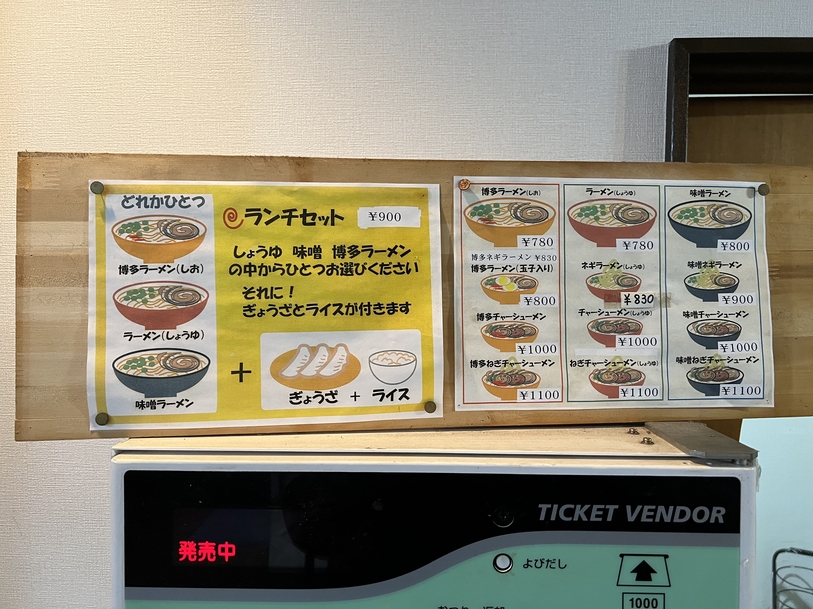 どれかひとつ
博多ラーメン(しお)
ラーメン(しょうゆ)
味噌ラーメン
ランチセット
¥900
しょうゆ 味噌 博多ラーメン
の中からひとつお選びください
それに!
ぎょうざとライスが付きます
+
ぎょうざ + ライス
博多ラーメン(しお)
¥780
博多ネギラーメン ¥830
博多ラーメン(玉子入り)
¥800
博多チャーシューメン
¥1000
博多ねぎチャーシューメン
¥1100
ラーメン(しょうゆ)
¥780
ネギラーメン(しょうゆ)
¥830
チャーシューメン(しょうゆ)
¥1000
ねぎチャーシューメン(しょうゆ)
¥1100
味噌ラーメン
¥800
味噌ネギラーメン
¥900
味噌チャーシューメン
¥1000
味噌ねぎチャーシューメン
¥1100
TICKET VENDOR
発売中
よびだし
1000